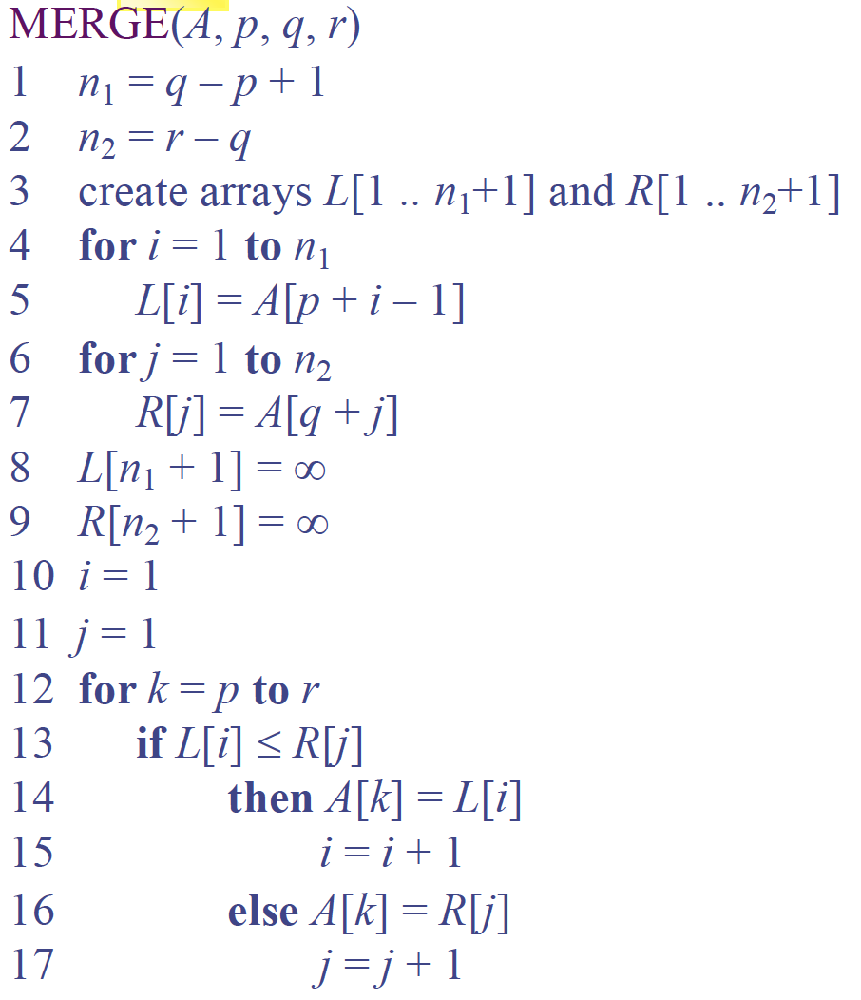 MERGE(A, p, q, r)
1 n₁ = q – p + 1
2 n₂ = r – q
3 create arrays L[1 .. n₁+1] and R[1 .. n₂+1]
4 for i = 1 to n₁
5 L[i] = A[p + i – 1]
6 for j = 1 to n₂
7 R[j] = A[q + j]
8 L[n₁ + 1] = ∞
9 R[n₂ + 1] = ∞
10 i = 1
11 j = 1
12 for k = p to r
13 if L[i] ≤ R[j]
14 then A[k] = L[i]
15 i = i + 1
16 else A[k] = R[j]
17 j = j + 1